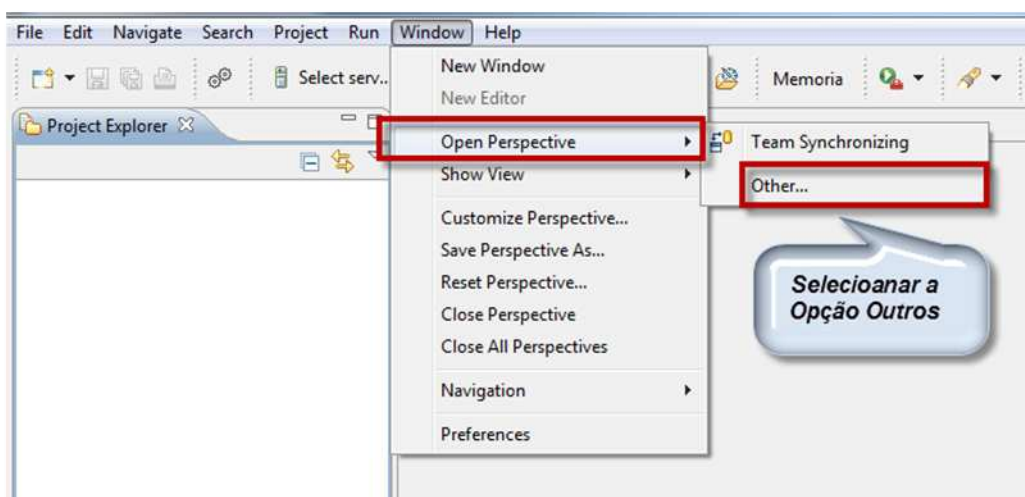 File Edit Navigate Search Project Run Window Help
Select serv..
Memoria
Project Explorer
New Window
New Editor
Open Perspective
Show View
Customize Perspective...
Save Perspective As...
Reset Perspective...
Close Perspective
Close All Perspectives
Navigation
Preferences
Team Synchronizing
Other...
Selecioanar a
Opção Outros